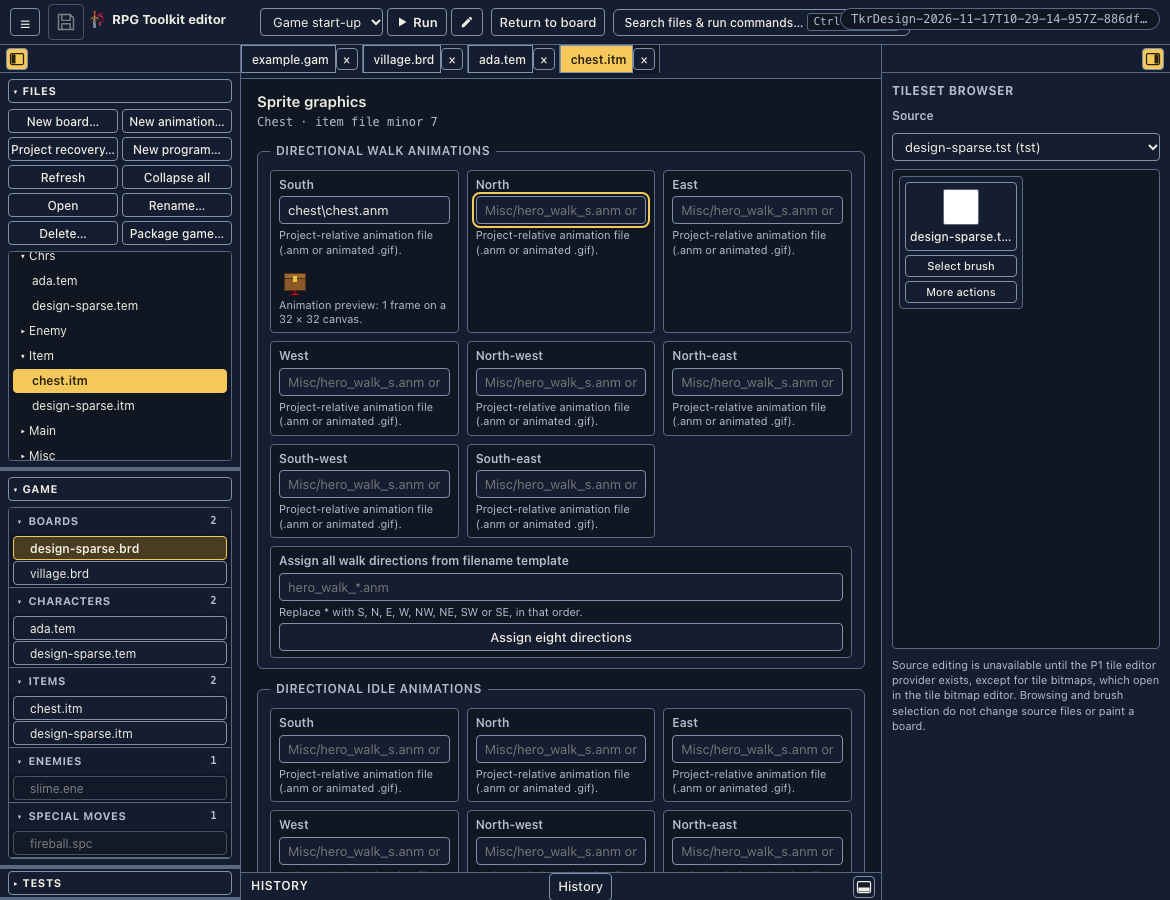 RPG Toolkit editor
Game start-up
Run
Return to board
Search files & run commands...
Ctrl
TkrDesign-2026-11-17T10-29-14-957Z-886df...
FILES
New board...
New animation...
Project recovery...
New program...
Refresh
Collapse all
Open
Rename...
Delete...
Package game...
Chrs
ada.tem
design-sparse.tem
Enemy
Item
chest.itm
design-sparse.itm
Main
Misc
GAME
BOARDS 2
design-sparse.brd
village.brd
CHARACTERS 2
ada.tem
design-sparse.tem
ITEMS 2
chest.itm
design-sparse.itm
ENEMIES 1
slime.ene
SPECIAL MOVES 1
fireball.spc
TESTS
example.gam ×
village.brd ×
ada.tem ×
chest.itm ×
Sprite graphics
Chest · item file minor 7
DIRECTIONAL WALK ANIMATIONS
South
chest\chest.anm
Project-relative animation file
(.anm or animated .gif).
Animation preview: 1 frame on a
32 × 32 canvas.
North
Misc/hero_walk_s.anm or
Project-relative animation file
(.anm or animated .gif).
East
Misc/hero_walk_s.anm or
Project-relative animation file
(.anm or animated .gif).
West
Misc/hero_walk_s.anm or
Project-relative animation file
(.anm or animated .gif).
North-west
Misc/hero_walk_s.anm or
Project-relative animation file
(.anm or animated .gif).
North-east
Misc/hero_walk_s.anm or
Project-relative animation file
(.anm or animated .gif).
South-west
Misc/hero_walk_s.anm or
Project-relative animation file
(.anm or animated .gif).
South-east
Misc/hero_walk_s.anm or
Project-relative animation file
(.anm or animated .gif).
Assign all walk directions from filename template
hero_walk_*.anm
Replace * with S, N, E, W, NW, NE, SW or SE, in that order.
Assign eight directions
DIRECTIONAL IDLE ANIMATIONS
South
Misc/hero_walk_s.anm or
Project-relative animation file
(.anm or animated .gif).
North
Misc/hero_walk_s.anm or
Project-relative animation file
(.anm or animated .gif).
East
Misc/hero_walk_s.anm or
Project-relative animation file
(.anm or animated .gif).
West
Misc/hero_walk_s.anm or
North-west
Misc/hero_walk_s.anm or
North-east
Misc/hero_walk_s.anm or
HISTORY
History
TILESET BROWSER
Source
design-sparse.tst (tst)
design-sparse.t...
Select brush
More actions
Source editing is unavailable until the P1 tile editor
provider exists, except for tile bitmaps, which open
in the tile bitmap editor. Browsing and brush
selection do not change source files or paint a
board.